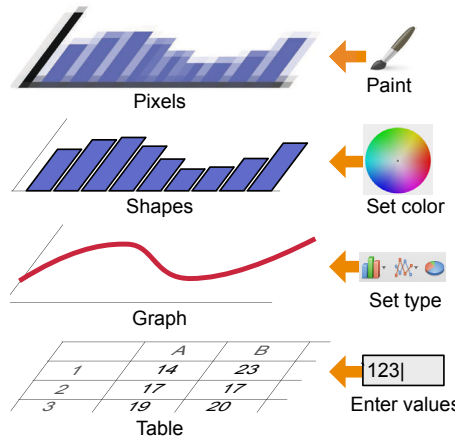 Pixels
Paint
Shapes
Set color
Graph
Set type
A B
1 14 23
2 17 17
3 19 20
123|
Table
Enter values